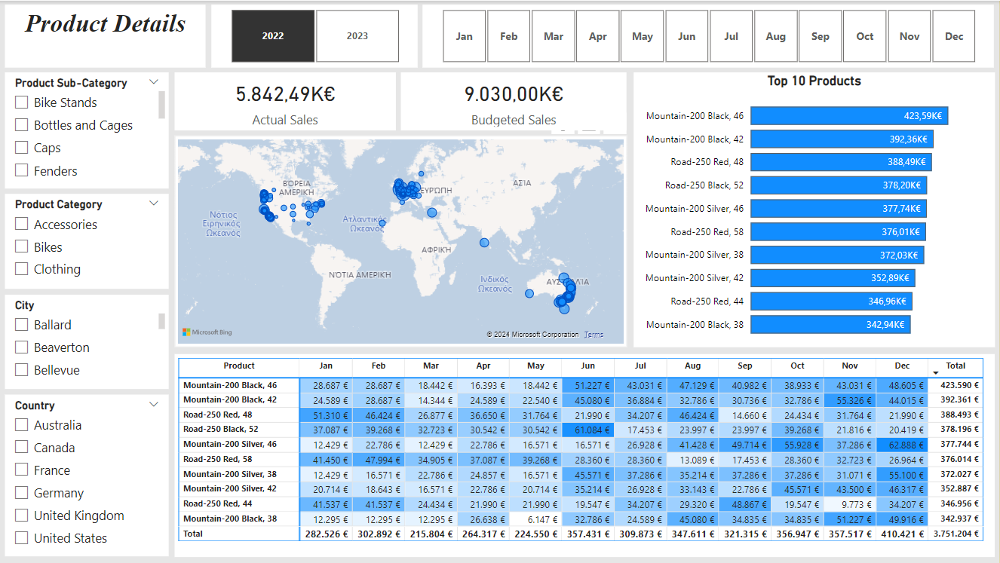 Product Details
2022 2023
Jan Feb Mar Apr May Jun Jul Aug Sep Oct Nov Dec
Product Sub-Category
Bike Stands
Bottles and Cages
Caps
Fenders
Product Category
Accessories
Bikes
Clothing
City
Ballard
Beaverton
Bellevue
Country
Australia
Canada
France
Germany
United Kingdom
United States
5.842,49K€
Actual Sales
9.030,00K€
Budgeted Sales
ΒΌΡΕΙΑ
ΑΜΕΡΙΚΗ
ΕΥΡΏΠΗ
ΑΣΊΑ
Νότιος
Ειρηνικός
Ωκεανός
Ατλαντικός
Ωκεανός
ΑΦΡΙΚΉ
ΝΌΤΙΑ ΑΜΕΡΙΚΉ
Ινδικός
Ωκεανός
ΑΥΣΤΡΑΛΊΑ
Microsoft Bing
© 2024 Microsoft Corporation Terms
Top 10 Products
Mountain-200 Black, 46 423,59K€
Mountain-200 Black, 42 392,36K€
Road-250 Red, 48 388,49K€
Road-250 Black, 52 378,20K€
Mountain-200 Silver, 46 377,74K€
Road-250 Red, 58 376,01K€
Mountain-200 Silver, 38 372,03K€
Mountain-200 Silver, 42 352,89K€
Road-250 Red, 44 346,96K€
Mountain-200 Black, 38 342,94K€
Product Jan Feb Mar Apr May Jun Jul Aug Sep Oct Nov Dec Total
Mountain-200 Black, 46 28.687 € 28.687 € 18.442 € 16.393 € 18.442 € 51.227 € 43.031 € 47.129 € 40.982 € 38.933 € 43.031 € 48.605 € 423.590 €
Mountain-200 Black, 42 24.589 € 28.687 € 14.344 € 24.589 € 22.540 € 45.080 € 36.884 € 32.786 € 30.736 € 32.786 € 55.326 € 44.015 € 392.361 €
Road-250 Red, 48 51.310 € 46.424 € 26.877 € 36.650 € 31.764 € 21.990 € 34.207 € 46.424 € 14.660 € 24.434 € 31.764 € 21.990 € 388.493 €
Road-250 Black, 52 37.087 € 39.268 € 32.723 € 30.542 € 30.542 € 61.084 € 17.453 € 23.997 € 23.997 € 39.268 € 21.816 € 20.419 € 378.196 €
Mountain-200 Silver, 46 12.429 € 22.786 € 12.429 € 22.786 € 16.571 € 16.571 € 26.928 € 41.428 € 49.714 € 55.928 € 37.286 € 62.888 € 377.744 €
Road-250 Red, 58 41.450 € 47.994 € 34.905 € 37.087 € 39.268 € 28.360 € 28.360 € 13.089 € 17.453 € 28.360 € 32.723 € 26.964 € 376.014 €
Mountain-200 Silver, 38 12.429 € 16.571 € 22.786 € 24.857 € 16.571 € 45.571 € 37.286 € 35.214 € 37.286 € 37.286 € 31.071 € 55.100 € 372.027 €
Mountain-200 Silver, 42 20.714 € 18.643 € 16.571 € 22.786 € 20.714 € 35.214 € 26.928 € 33.143 € 22.786 € 45.571 € 43.500 € 46.317 € 352.887 €
Road-250 Red, 44 41.537 € 41.537 € 24.434 € 21.990 € 21.990 € 19.547 € 34.207 € 29.320 € 48.867 € 19.547 € 9.773 € 34.207 € 346.956 €
Mountain-200 Black, 38 12.295 € 12.295 € 12.295 € 26.638 € 6.147 € 32.786 € 24.589 € 45.080 € 34.835 € 34.835 € 51.227 € 49.916 € 342.937 €
Total 282.526 € 302.892 € 215.804 € 264.317 € 224.550 € 357.431 € 309.873 € 347.611 € 321.315 € 356.947 € 357.517 € 410.421 € 3.751.204 €